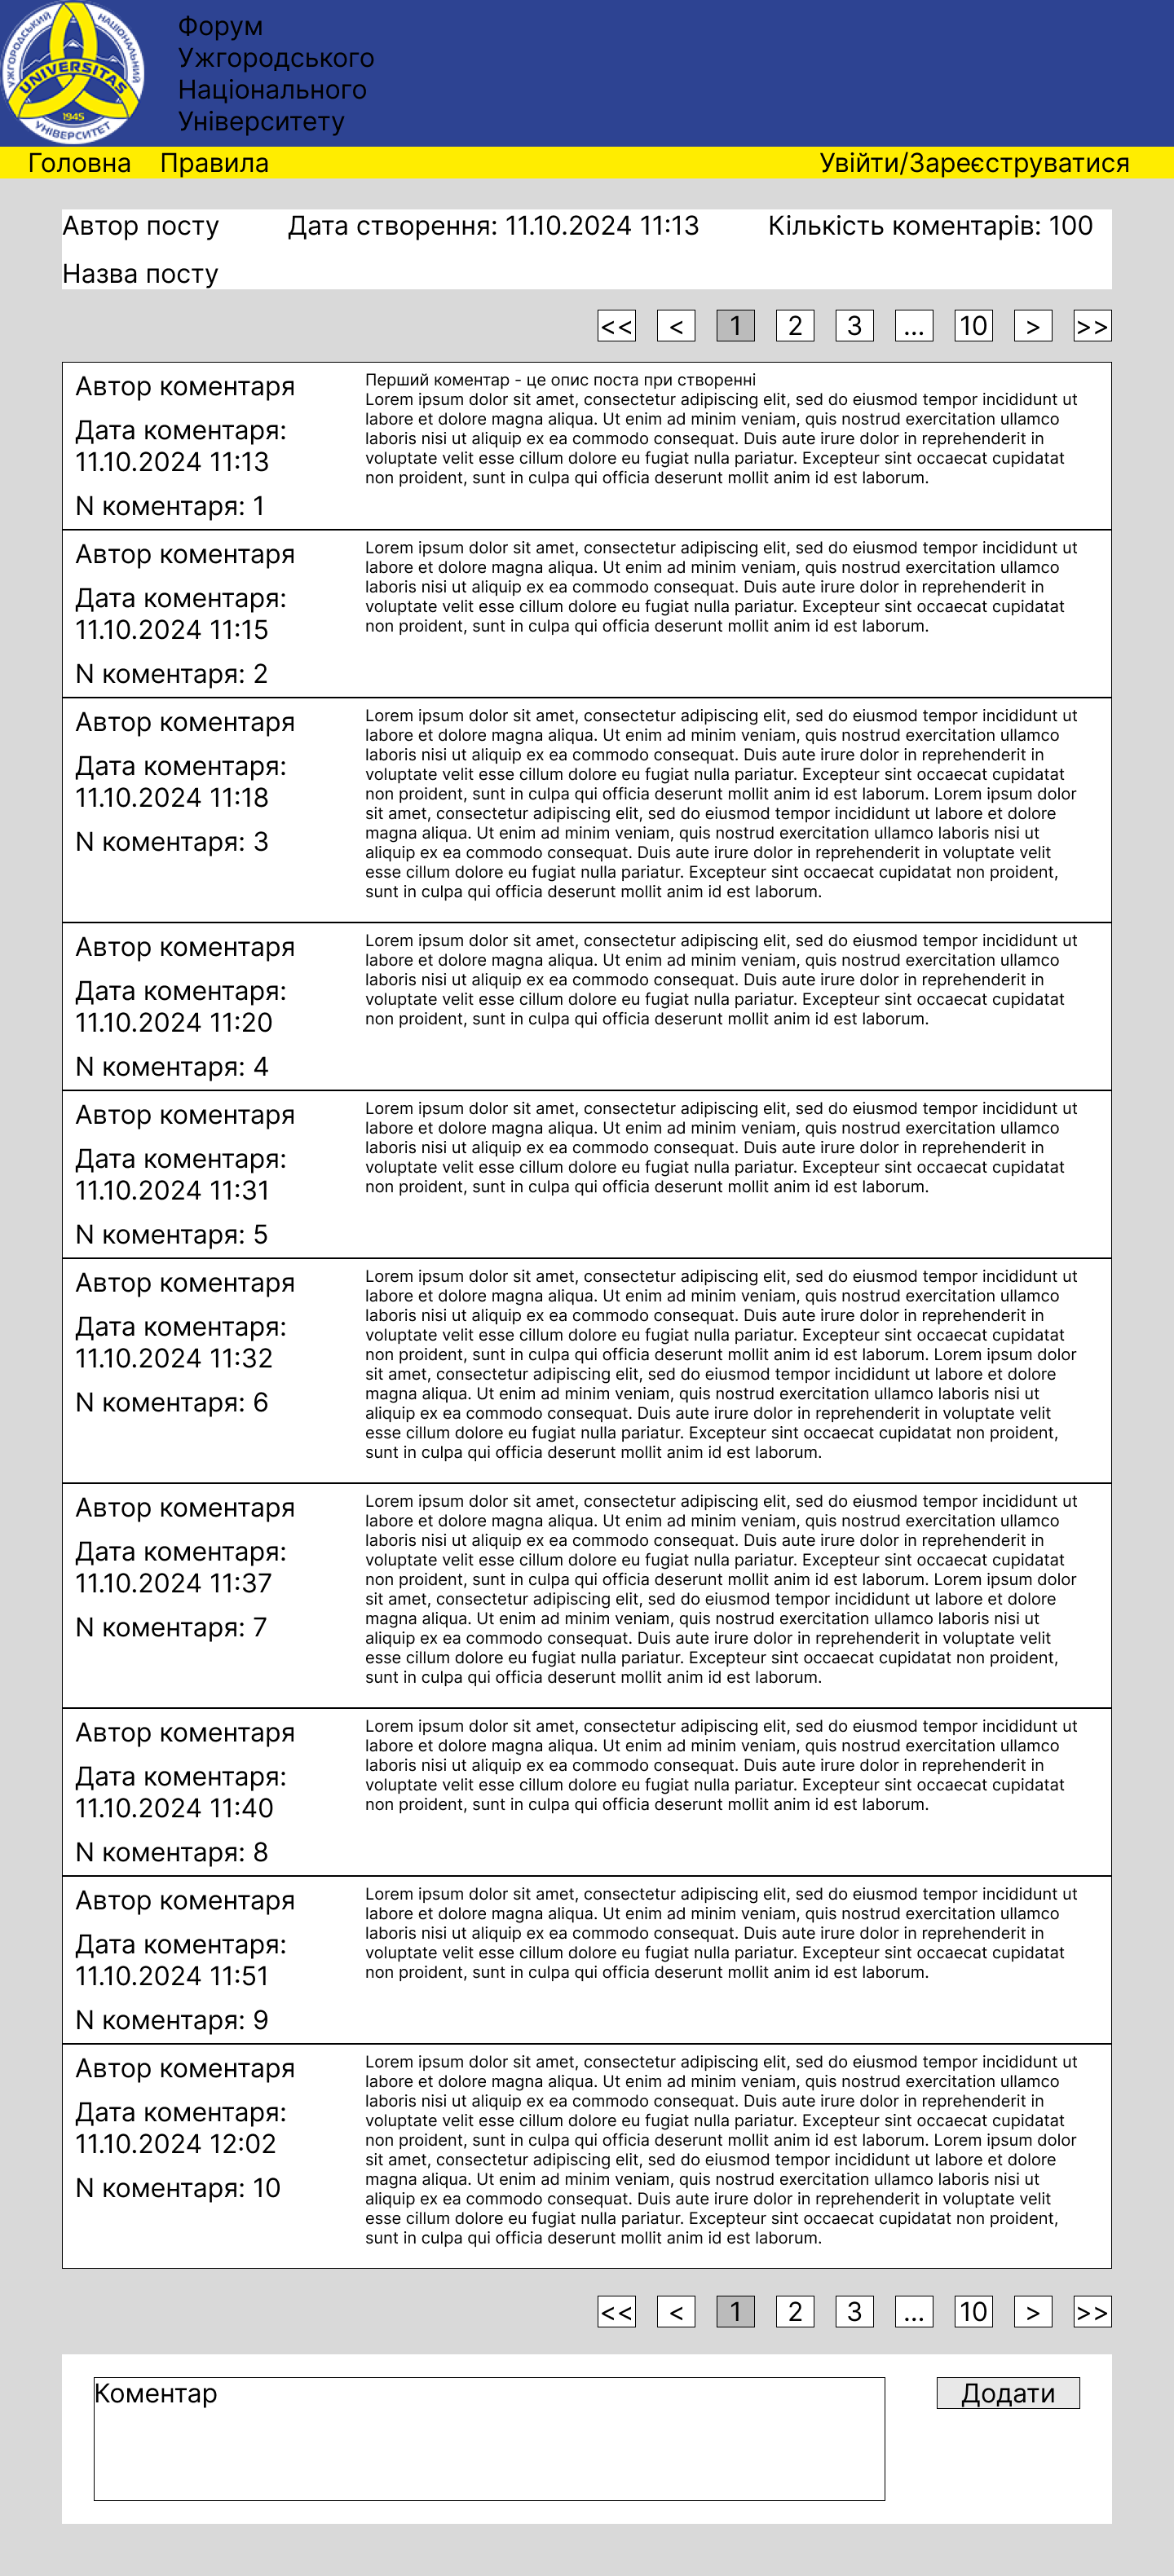 УЖГОРОДСЬКИЙ НАЦІОНАЛЬНИЙ
UNIVERSITAS
1945
УНІВЕРСИТЕТ
Форум
Ужгородського
Національного
Університету
Головна Правила Увійти/Зареєструватися
Автор посту Дата створення: 11.10.2024 11:13 Кількість коментарів: 100
Назва посту
<< < 1 2 3 ... 10 > >>
Автор коментаря
Дата коментаря:
11.10.2024 11:13
N коментаря: 1
Перший коментар - це опис поста при створенні
Lorem ipsum dolor sit amet, consectetur adipiscing elit, sed do eiusmod tempor incididunt ut
labore et dolore magna aliqua. Ut enim ad minim veniam, quis nostrud exercitation ullamco
laboris nisi ut aliquip ex ea commodo consequat. Duis aute irure dolor in reprehenderit in
voluptate velit esse cillum dolore eu fugiat nulla pariatur. Excepteur sint occaecat cupidatat
non proident, sunt in culpa qui officia deserunt mollit anim id est laborum.
Автор коментаря
Дата коментаря:
11.10.2024 11:15
N коментаря: 2
Lorem ipsum dolor sit amet, consectetur adipiscing elit, sed do eiusmod tempor incididunt ut
labore et dolore magna aliqua. Ut enim ad minim veniam, quis nostrud exercitation ullamco
laboris nisi ut aliquip ex ea commodo consequat. Duis aute irure dolor in reprehenderit in
voluptate velit esse cillum dolore eu fugiat nulla pariatur. Excepteur sint occaecat cupidatat
non proident, sunt in culpa qui officia deserunt mollit anim id est laborum.
Автор коментаря
Дата коментаря:
11.10.2024 11:18
N коментаря: 3
Lorem ipsum dolor sit amet, consectetur adipiscing elit, sed do eiusmod tempor incididunt ut
labore et dolore magna aliqua. Ut enim ad minim veniam, quis nostrud exercitation ullamco
laboris nisi ut aliquip ex ea commodo consequat. Duis aute irure dolor in reprehenderit in
voluptate velit esse cillum dolore eu fugiat nulla pariatur. Excepteur sint occaecat cupidatat
non proident, sunt in culpa qui officia deserunt mollit anim id est laborum. Lorem ipsum dolor
sit amet, consectetur adipiscing elit, sed do eiusmod tempor incididunt ut labore et dolore
magna aliqua. Ut enim ad minim veniam, quis nostrud exercitation ullamco laboris nisi ut
aliquip ex ea commodo consequat. Duis aute irure dolor in reprehenderit in voluptate velit
esse cillum dolore eu fugiat nulla pariatur. Excepteur sint occaecat cupidatat non proident,
sunt in culpa qui officia deserunt mollit anim id est laborum.
Автор коментаря
Дата коментаря:
11.10.2024 11:20
N коментаря: 4
Lorem ipsum dolor sit amet, consectetur adipiscing elit, sed do eiusmod tempor incididunt ut
labore et dolore magna aliqua. Ut enim ad minim veniam, quis nostrud exercitation ullamco
laboris nisi ut aliquip ex ea commodo consequat. Duis aute irure dolor in reprehenderit in
voluptate velit esse cillum dolore eu fugiat nulla pariatur. Excepteur sint occaecat cupidatat
non proident, sunt in culpa qui officia deserunt mollit anim id est laborum.
Автор коментаря
Дата коментаря:
11.10.2024 11:31
N коментаря: 5
Lorem ipsum dolor sit amet, consectetur adipiscing elit, sed do eiusmod tempor incididunt ut
labore et dolore magna aliqua. Ut enim ad minim veniam, quis nostrud exercitation ullamco
laboris nisi ut aliquip ex ea commodo consequat. Duis aute irure dolor in reprehenderit in
voluptate velit esse cillum dolore eu fugiat nulla pariatur. Excepteur sint occaecat cupidatat
non proident, sunt in culpa qui officia deserunt mollit anim id est laborum.
Автор коментаря
Дата коментаря:
11.10.2024 11:32
N коментаря: 6
Lorem ipsum dolor sit amet, consectetur adipiscing elit, sed do eiusmod tempor incididunt ut
labore et dolore magna aliqua. Ut enim ad minim veniam, quis nostrud exercitation ullamco
laboris nisi ut aliquip ex ea commodo consequat. Duis aute irure dolor in reprehenderit in
voluptate velit esse cillum dolore eu fugiat nulla pariatur. Excepteur sint occaecat cupidatat
non proident, sunt in culpa qui officia deserunt mollit anim id est laborum. Lorem ipsum dolor
sit amet, consectetur adipiscing elit, sed do eiusmod tempor incididunt ut labore et dolore
magna aliqua. Ut enim ad minim veniam, quis nostrud exercitation ullamco laboris nisi ut
aliquip ex ea commodo consequat. Duis aute irure dolor in reprehenderit in voluptate velit
esse cillum dolore eu fugiat nulla pariatur. Excepteur sint occaecat cupidatat non proident,
sunt in culpa qui officia deserunt mollit anim id est laborum.
Автор коментаря
Дата коментаря:
11.10.2024 11:37
N коментаря: 7
Lorem ipsum dolor sit amet, consectetur adipiscing elit, sed do eiusmod tempor incididunt ut
labore et dolore magna aliqua. Ut enim ad minim veniam, quis nostrud exercitation ullamco
laboris nisi ut aliquip ex ea commodo consequat. Duis aute irure dolor in reprehenderit in
voluptate velit esse cillum dolore eu fugiat nulla pariatur. Excepteur sint occaecat cupidatat
non proident, sunt in culpa qui officia deserunt mollit anim id est laborum. Lorem ipsum dolor
sit amet, consectetur adipiscing elit, sed do eiusmod tempor incididunt ut labore et dolore
magna aliqua. Ut enim ad minim veniam, quis nostrud exercitation ullamco laboris nisi ut
aliquip ex ea commodo consequat. Duis aute irure dolor in reprehenderit in voluptate velit
esse cillum dolore eu fugiat nulla pariatur. Excepteur sint occaecat cupidatat non proident,
sunt in culpa qui officia deserunt mollit anim id est laborum.
Автор коментаря
Дата коментаря:
11.10.2024 11:40
N коментаря: 8
Lorem ipsum dolor sit amet, consectetur adipiscing elit, sed do eiusmod tempor incididunt ut
labore et dolore magna aliqua. Ut enim ad minim veniam, quis nostrud exercitation ullamco
laboris nisi ut aliquip ex ea commodo consequat. Duis aute irure dolor in reprehenderit in
voluptate velit esse cillum dolore eu fugiat nulla pariatur. Excepteur sint occaecat cupidatat
non proident, sunt in culpa qui officia deserunt mollit anim id est laborum.
Автор коментаря
Дата коментаря:
11.10.2024 11:51
N коментаря: 9
Lorem ipsum dolor sit amet, consectetur adipiscing elit, sed do eiusmod tempor incididunt ut
labore et dolore magna aliqua. Ut enim ad minim veniam, quis nostrud exercitation ullamco
laboris nisi ut aliquip ex ea commodo consequat. Duis aute irure dolor in reprehenderit in
voluptate velit esse cillum dolore eu fugiat nulla pariatur. Excepteur sint occaecat cupidatat
non proident, sunt in culpa qui officia deserunt mollit anim id est laborum.
Автор коментаря
Дата коментаря:
11.10.2024 12:02
N коментаря: 10
Lorem ipsum dolor sit amet, consectetur adipiscing elit, sed do eiusmod tempor incididunt ut
labore et dolore magna aliqua. Ut enim ad minim veniam, quis nostrud exercitation ullamco
laboris nisi ut aliquip ex ea commodo consequat. Duis aute irure dolor in reprehenderit in
voluptate velit esse cillum dolore eu fugiat nulla pariatur. Excepteur sint occaecat cupidatat
non proident, sunt in culpa qui officia deserunt mollit anim id est laborum. Lorem ipsum dolor
sit amet, consectetur adipiscing elit, sed do eiusmod tempor incididunt ut labore et dolore
magna aliqua. Ut enim ad minim veniam, quis nostrud exercitation ullamco laboris nisi ut
aliquip ex ea commodo consequat. Duis aute irure dolor in reprehenderit in voluptate velit
esse cillum dolore eu fugiat nulla pariatur. Excepteur sint occaecat cupidatat non proident,
sunt in culpa qui officia deserunt mollit anim id est laborum.
<< < 1 2 3 ... 10 > >>
Коментар Додати